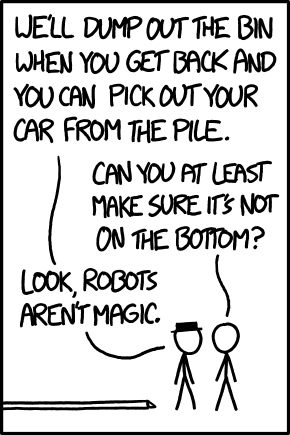 WE'LL DUMP OUT THE BIN
WHEN YOU GET BACK AND
YOU CAN PICK OUT YOUR
CAR FROM THE PILE.
CAN YOU AT LEAST
MAKE SURE IT'S NOT
ON THE BOTTOM?
LOOK, ROBOTS
AREN'T MAGIC.